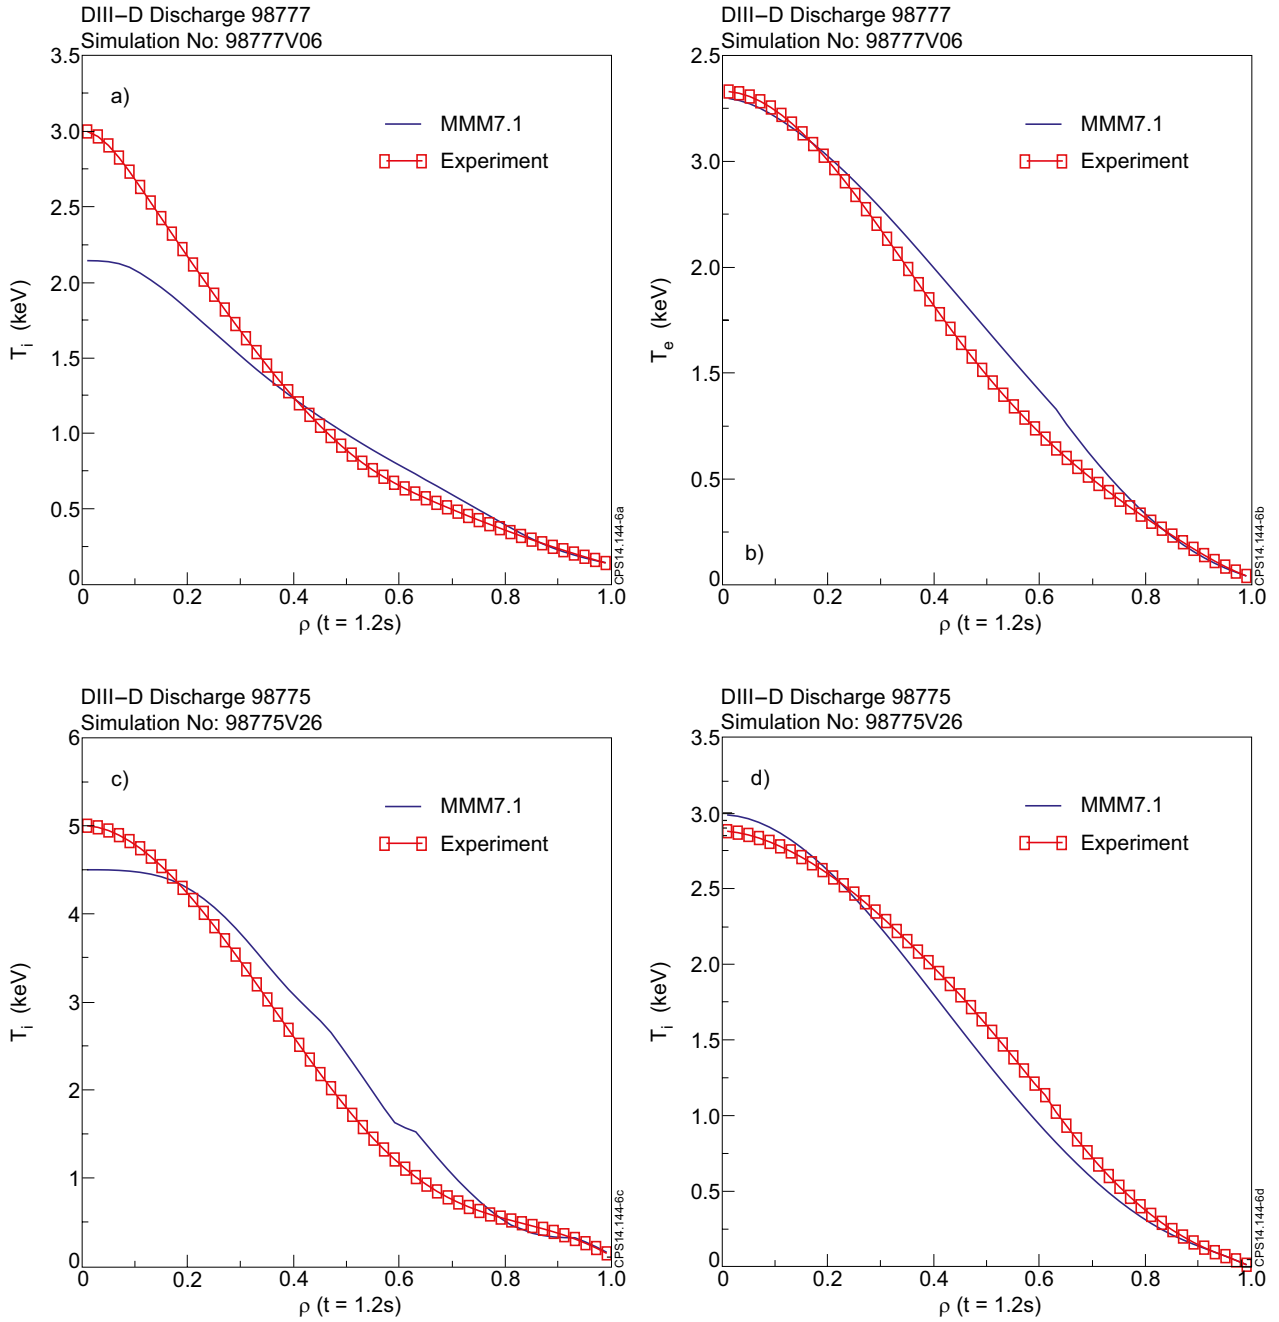 DIII–D Discharge 98777
Simulation No: 98777V06
3.5
a)
MMM7.1
Experiment
3.0
2.5
2.0
1.5
1.0
0.5
0
T_i (keV)
0.2
0.4
0.6
0.8
1.0
ρ (t = 1.2s)
CPS14.144-6a
DIII–D Discharge 98777
Simulation No: 98777V06
2.5
MMM7.1
Experiment
3.0
2.0
1.5
0.5
0
T_e (keV)
b)
0
0.2
0.4
0.6
0.8
1.0
ρ (t = 1.2s)
CPS14.144-6b
DIII–D Discharge 98775
Simulation No: 98775V26
6
c)
MMM7.1
Experiment
5
4
3
2
1
0
T_i (keV)
0
0.2
0.4
0.6
0.8
1.0
ρ (t = 1.2s)
CPS14.144-6c
DIII–D Discharge 98775
Simulation No: 98775V26
3.5
d)
MMM7.1
Experiment
3.0
2.5
2.0
1.5
1.0
0.5
0
T_i (keV)
0
0.2
0.4
0.6
0.8
1.0
ρ (t = 1.2s)
CPS14.144-6d